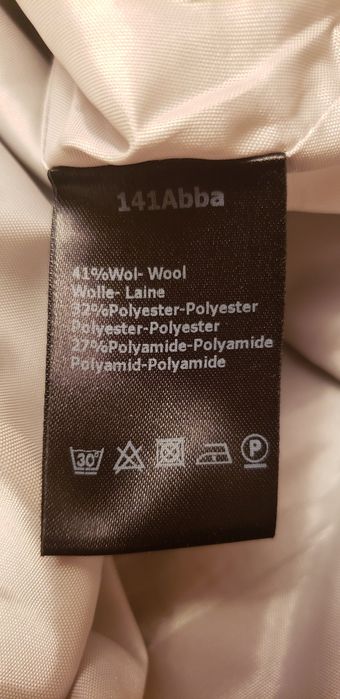 141Abba
41%Wol- Wool
Wolle- Laine
32%Polyester-Polyester
Polyester-Polyester
27%Polyamide-Polyamide
Polyamid-Polyamide
30° P